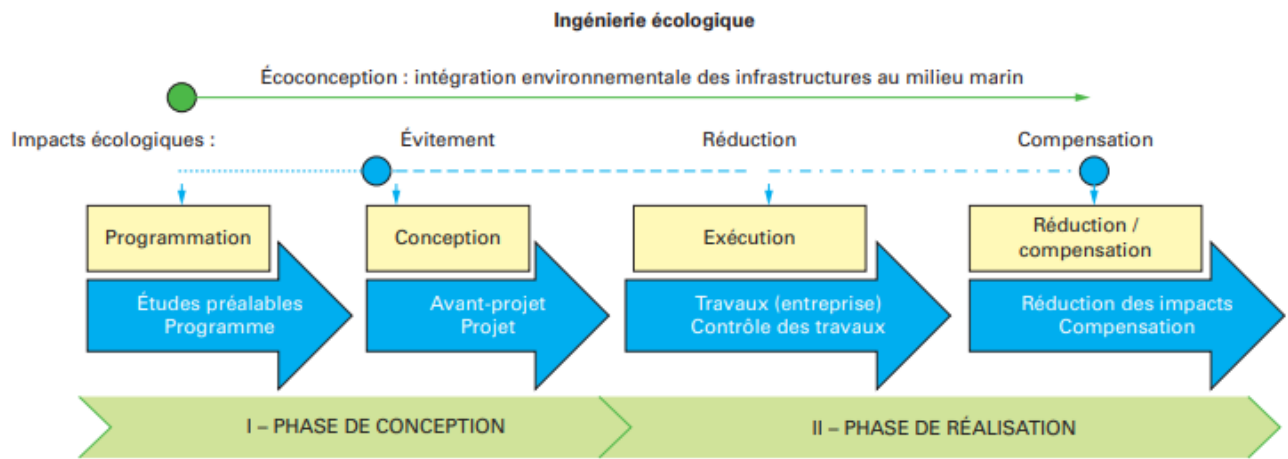 Ingénierie écologique
Écoconception : intégration environnementale des infrastructures au milieu marin
Impacts écologiques :
Évitement
Réduction
Compensation
Programmation
Conception
Exécution
Réduction /
compensation
Études préalables
Programme
Avant-projet
Projet
Travaux (entreprise)
Contrôle des travaux
Réduction des impacts
Compensation
I – PHASE DE CONCEPTION
II – PHASE DE RÉALISATION